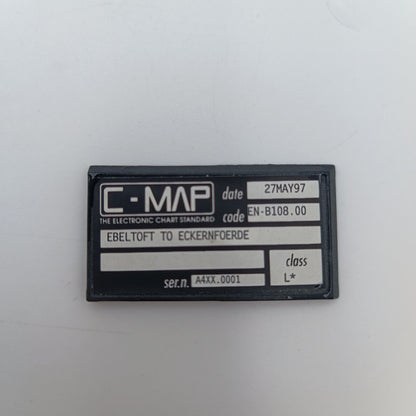 C-MAP
THE ELECTRONIC CHART STANDARD
date 27MAY97
code EN-B108.00
EBELTOFT TO ECKERNFOERDE
class
L*
ser.n. A4XX.0001